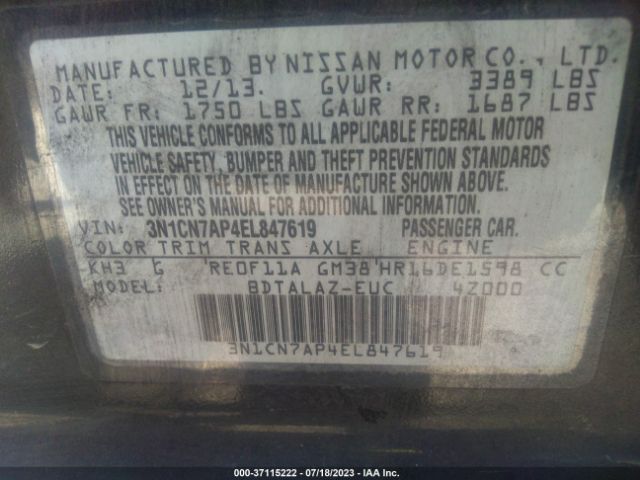 MANUFACTURED BY NISSAN MOTOR CO., LTD.
DATE: 12/13. GVWR: 3389 LBS
GAWR FR: 1750 LBS GAWR RR: 1687 LBS
THIS VEHICLE CONFORMS TO ALL APPLICABLE FEDERAL MOTOR
VEHICLE SAFETY, BUMPER AND THEFT PREVENTION STANDARDS
IN EFFECT ON THE DATE OF MANUFACTURE SHOWN ABOVE.
SEE OWNER'S MANUAL FOR ADDITIONAL INFORMATION.
VIN: 3N1CN7AP4EL847619 PASSENGER CAR.
COLOR TRIM TRANS AXLE ENGINE
KH3 G RE0F11A GM38 HR16DE1598 CC
MODEL: BDTALAZ-EUC 4Z000
3N1CN7AP4EL847619
000-37115222 / 07/18/2023 - IAA Inc.